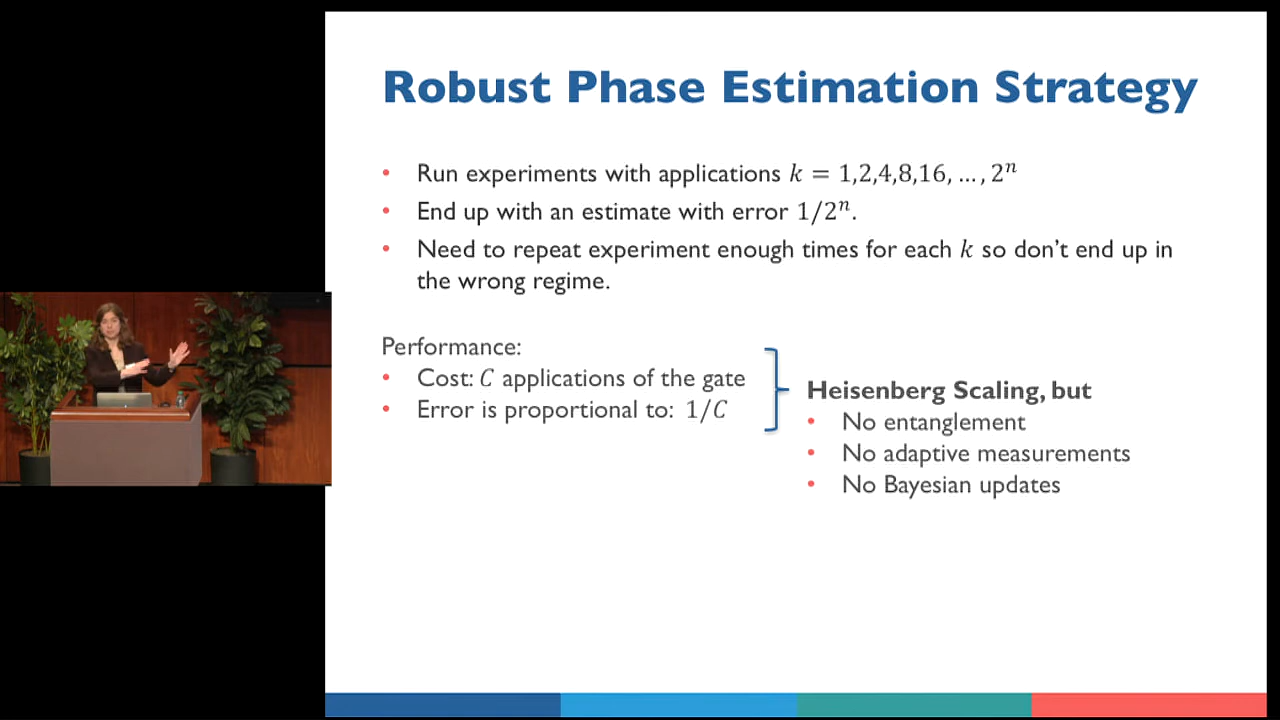 Robust Phase Estimation Strategy
• Run experiments with applications k = 1,2,4,8,16, … , 2ⁿ
• End up with an estimate with error 1/2ⁿ.
• Need to repeat experiment enough times for each k so don’t end up in
the wrong regime.
Performance:
• Cost: C applications of the gate
• Error is proportional to: 1/C
Heisenberg Scaling, but
• No entanglement
• No adaptive measurements
• No Bayesian updates